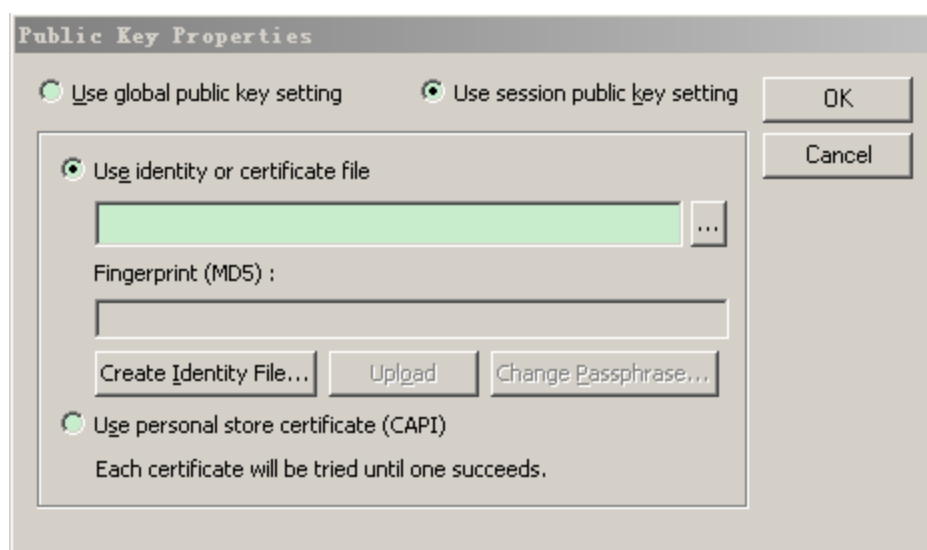 Public Key Properties
Use global public key setting
Use session public key setting
OK
Cancel
Use identity or certificate file
...
Fingerprint (MD5) :
Create Identity File...
Upload
Change Passphrase...
Use personal store certificate (CAPI)
Each certificate will be tried until one succeeds.